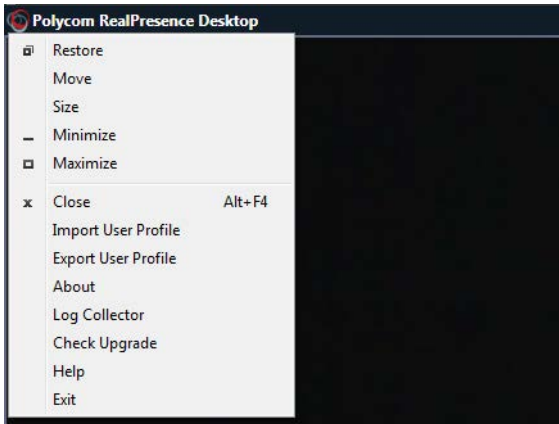 Polycom RealPresence Desktop
Restore
Move
Size
Minimize
Maximize
Close Alt+F4
Import User Profile
Export User Profile
About
Log Collector
Check Upgrade
Help
Exit